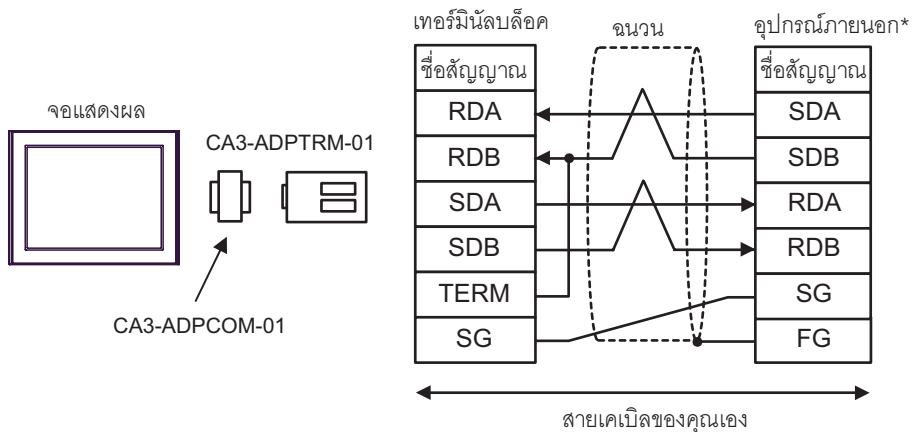 จอแสดงผล
CA3-ADPTRM-01
CA3-ADPCOM-01
เทอร์มินัลบล็อค
ชื่อสัญญาณ
RDA
RDB
SDA
SDB
TERM
SG
ฉนวน
อุปกรณ์ภายนอก*
ชื่อสัญญาณ
SDA
SDB
RDA
RDB
SG
FG
สายเคเบิลของคุณเอง